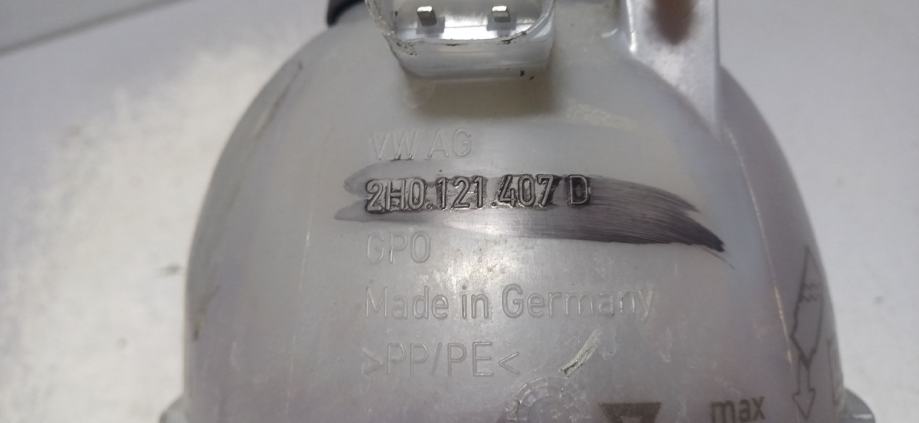 VW AG
2H0.121.407 D
GPO
Made in Germany
>PP/PE<
max